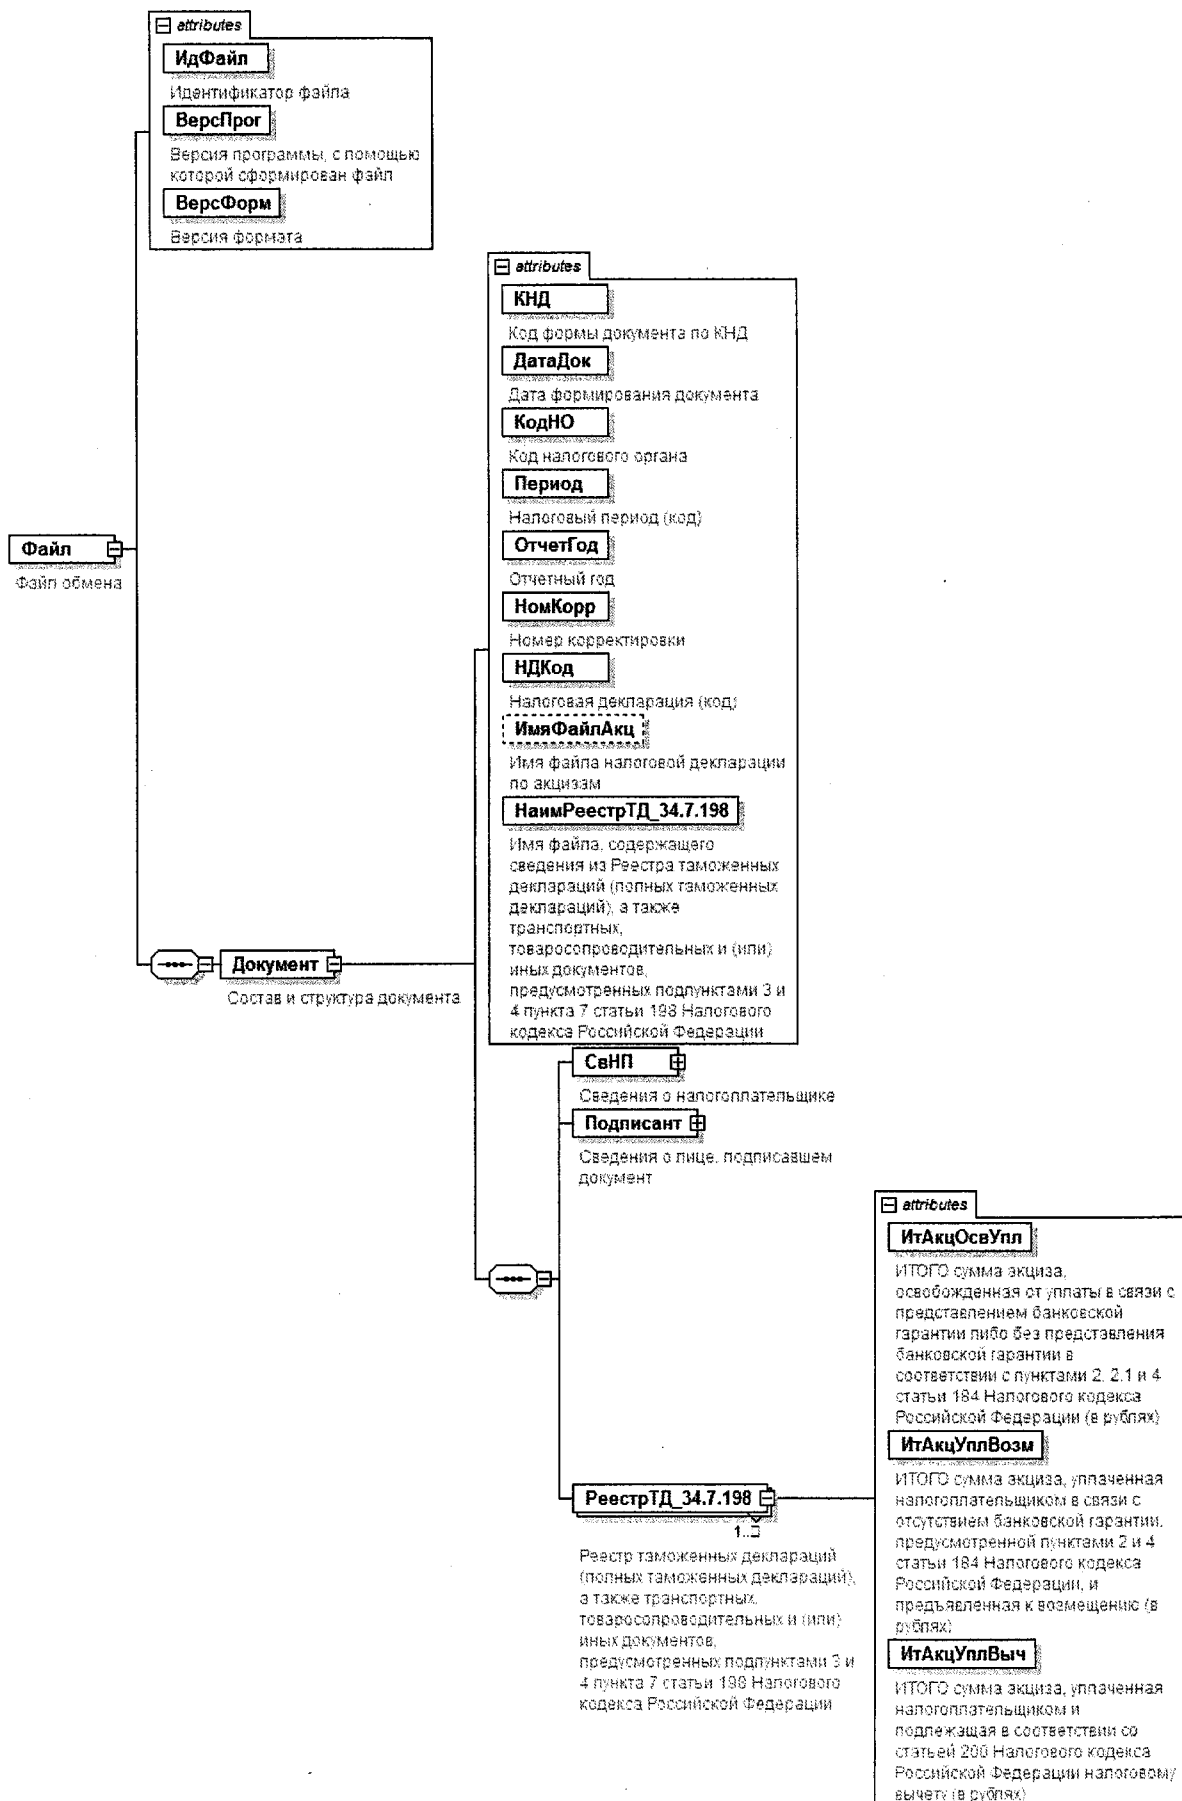 attributes
ИдФайл
Идентификатор файла
ВерсПрог
Версия программы, с помощью
которой сформирован файл
ВерсФорм
Версия формата
attributes
КНД
Код формы документа по КНД
ДатаДок
Дата формирования документа
КодНО
Код налогового органа
Период
Налоговый период (код)
ОтчетГод
Отчетный год
НомКорр
Номер корректировки
НДКод
Налоговая декларация (код)
ИмяФайлАкц
Имя файла налоговой декларации
по акцизам
НаимРеестрТД_34.7.198
Имя файла, содержащего
сведения из Реестра таможенных
деклараций (полных таможенных
деклараций), а также
транспортных,
товаросопроводительных и (или)
иных документов,
предусмотренных подпунктами 3 и
4 пункта 7 статьи 198 Налогового
кодекса Российской Федерации
Файл
Файл обмена
Документ
Состав и структура документа
СвНП
Сведения о налогоплательщике
Подписант
Сведения о лице, подписавшем
документ
РеестрТД_34.7.198
1..
Реестр таможенных деклараций
(полных таможенных деклараций),
а также транспортных,
товаросопроводительных и (или)
иных документов,
предусмотренных подпунктами 3 и
4 пункта 7 статьи 198 Налогового
кодекса Российской Федерации
attributes
ИтАкцОсвУпл
ИТОГО сумма акциза,
освобожденная от уплаты в связи с
представлением банковской
гарантии либо без представления
банковской гарантии в
соответствии с пунктами 2, 2.1 и 4
статьи 184 Налогового кодекса
Российской Федерации (в рублях)
ИтАкцУплВозм
ИТОГО сумма акциза, уплаченная
налогоплательщиком в связи с
отсутствием банковской гарантии,
предусмотренной пунктами 2 и 4
статьи 184 Налогового кодекса
Российской Федерации, и
предъявленная к возмещению (в
рублях)
ИтАкцУплВыч
ИТОГО сумма акциза, уплаченная
налогоплательщиком и
подлежащая в соответствии со
статьей 200 Налогового кодекса
Российской Федерации налоговому
вычету (в рублях)